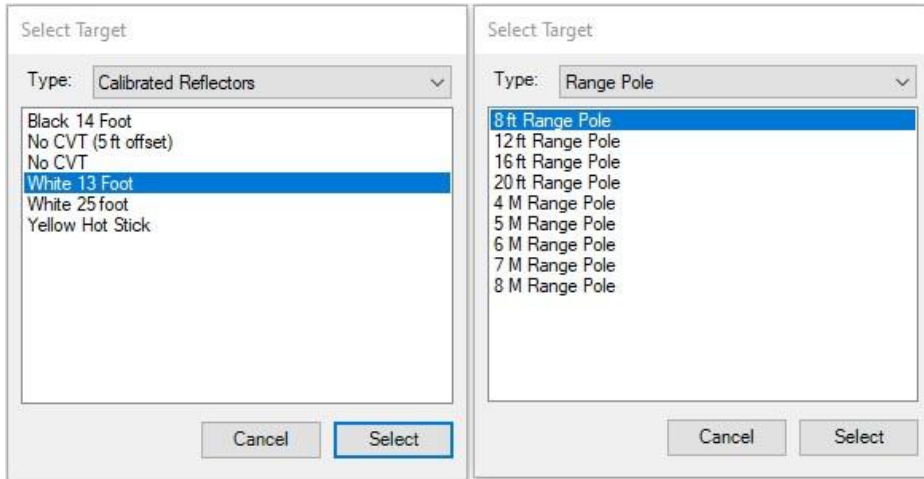 Select Target
Type: Calibrated Reflectors
Black 14 Foot
No CVT (5 ft offset)
No CVT
White 13 Foot
White 25 foot
Yellow Hot Stick
Cancel Select
Select Target
Type: Range Pole
8 ft Range Pole
12 ft Range Pole
16 ft Range Pole
20 ft Range Pole
4 M Range Pole
5 M Range Pole
6 M Range Pole
7 M Range Pole
8 M Range Pole
Cancel Select